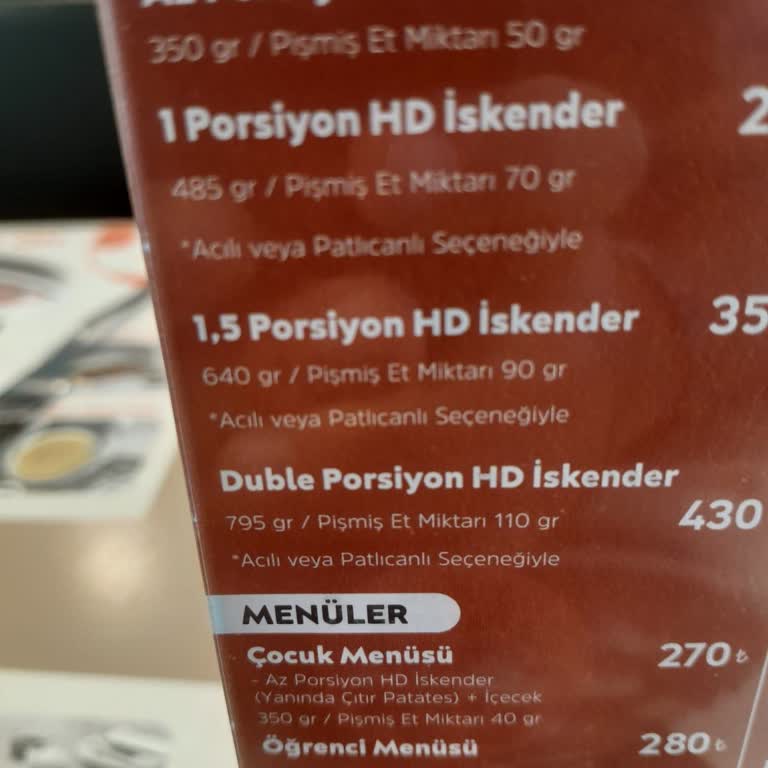 350 gr / Pişmiş Et Miktarı 50 gr
1 Porsiyon HD İskender
485 gr / Pişmiş Et Miktarı 70 gr
*Acılı veya Patlıcanlı Seçeneğiyle
1,5 Porsiyon HD İskender 35
640 gr / Pişmiş Et Miktarı 90 gr
*Acılı veya Patlıcanlı Seçeneğiyle
Duble Porsiyon HD İskender
795 gr / Pişmiş Et Miktarı 110 gr 430
*Acılı veya Patlıcanlı Seçeneğiyle
MENÜLER
Çocuk Menüsü 270₺
- Az Porsiyon HD İskender
(Yanında Çıtır Patates) + İçecek
350 gr / Pişmiş Et Miktarı 40 gr
Öğrenci Menüsü 280₺